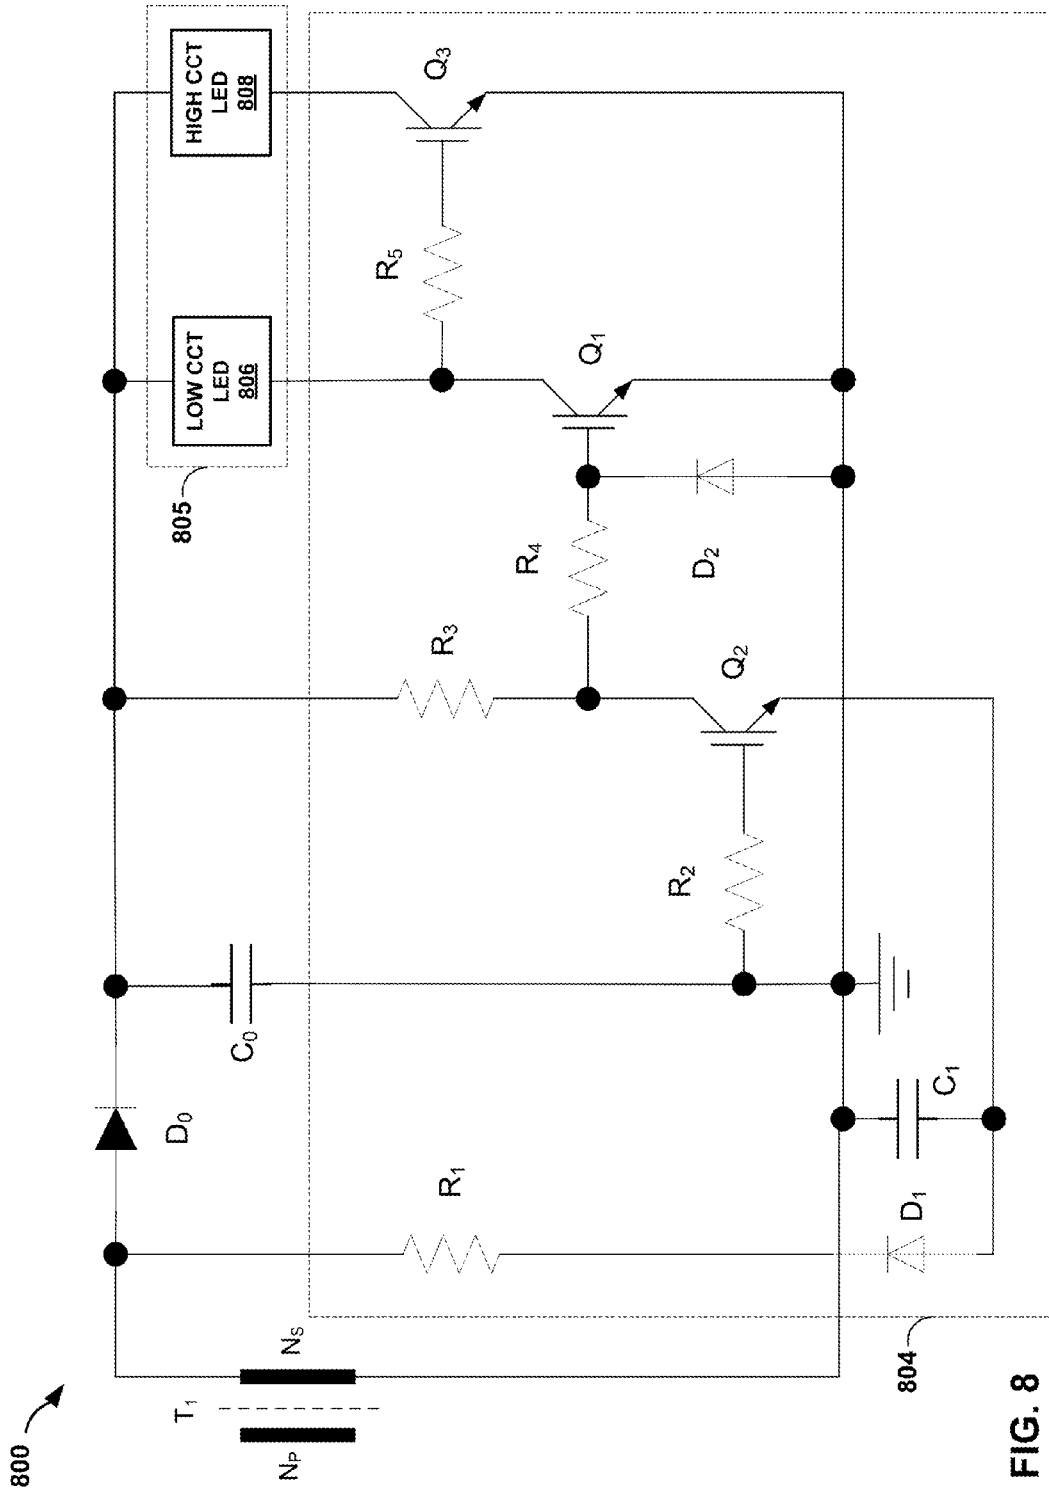 800
T1
NP
NS
D0
C0
R1
D1
C1
R2
Q2
R3
R4
D2
Q1
R5
Q3
805
LOW CCT
LED
806
HIGH CCT
LED
808
804
FIG. 8